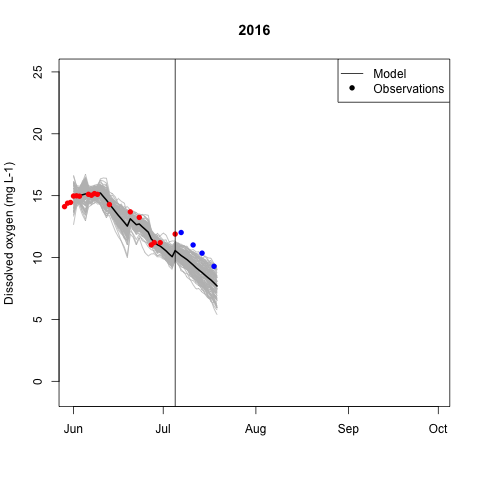 2016
Model
Observations
Dissolved oxygen (mg L-1)
25
20
15
10
5
0
Jun
Jul
Aug
Sep
Oct